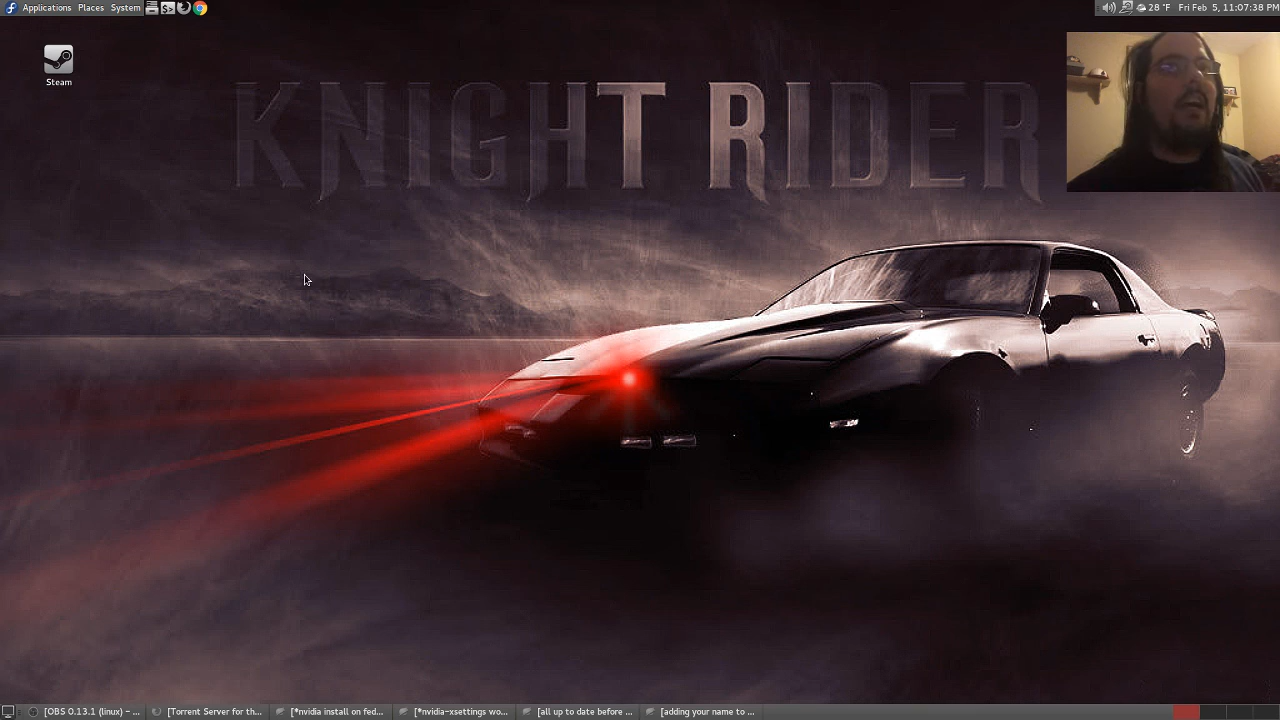 Applications Places System
28 °F Fri Feb 5, 11:07:38 PM
Steam
KNIGHT RIDER
[OBS 0.13.1 (linux) – ...
[Torrent Server for th...
[*nvidia install on fed...
[*nvidia-xsettings wo...
[all up to date before ...
[adding your name to ...